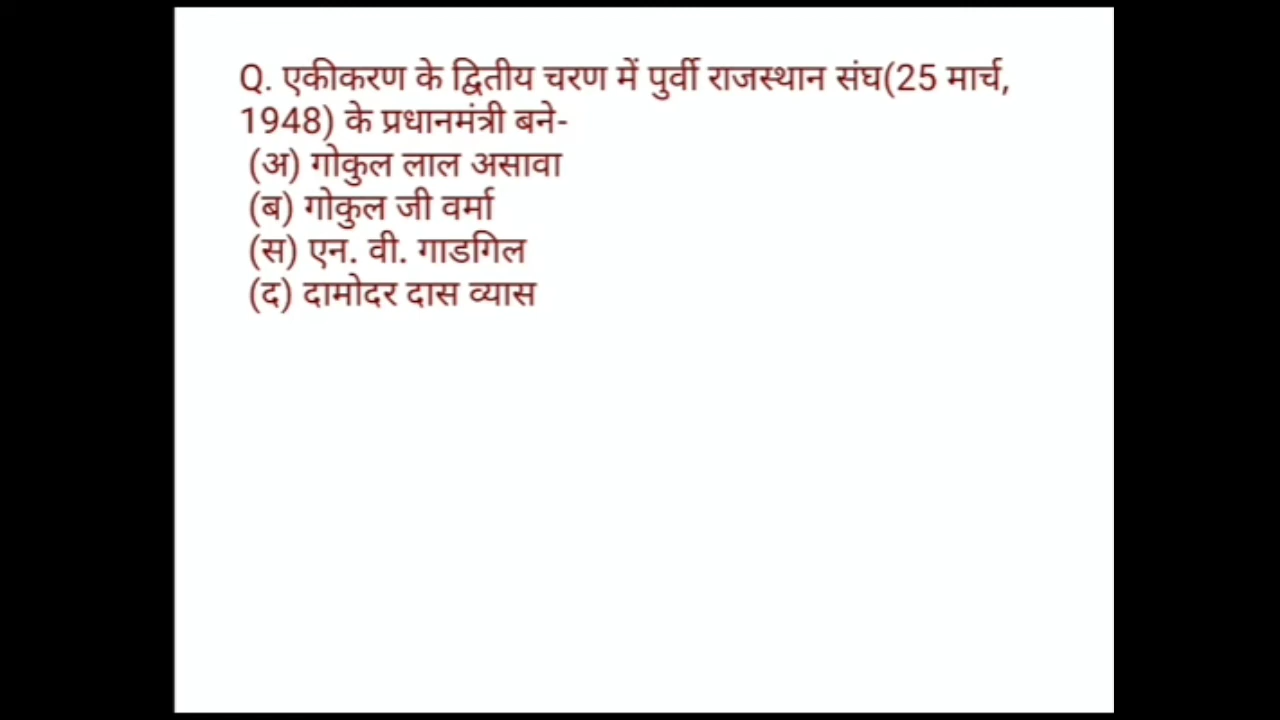 Q. एकीकरण के द्वितीय चरण में पुर्वी राजस्थान संघ(25 मार्च,
1948) के प्रधानमंत्री बने-
(अ) गोकुल लाल असावा
(ब) गोकुल जी वर्मा
(स) एन. वी. गाडगिल
(द) दामोदर दास व्यास